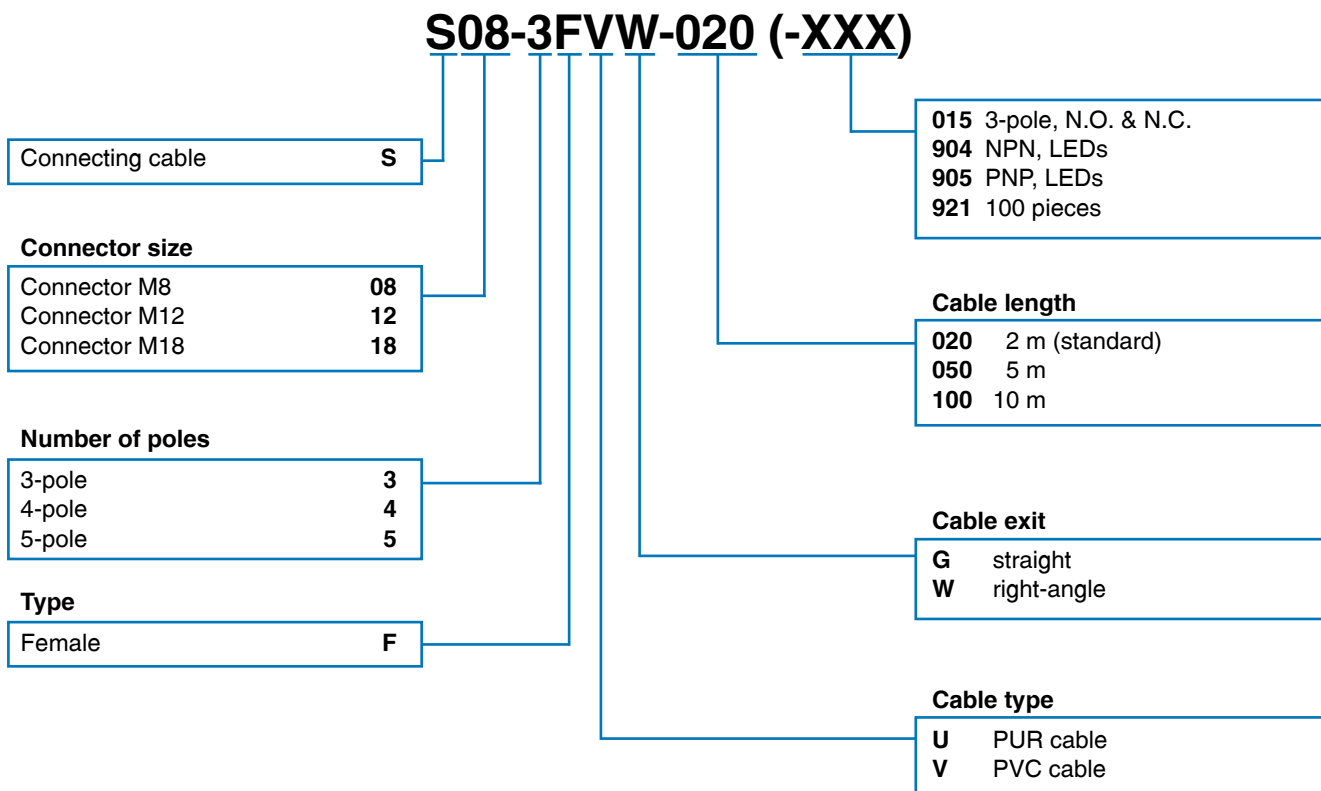 S08-3FVW-020 (-XXX)
Connecting cable S
Connector size
Connector M8 08
Connector M12 12
Connector M18 18
Number of poles
3-pole 3
4-pole 4
5-pole 5
Type
Female F
015 3-pole, N.O. & N.C.
904 NPN, LEDs
905 PNP, LEDs
921 100 pieces
Cable length
020 2 m (standard)
050 5 m
100 10 m
Cable exit
G straight
W right-angle
Cable type
U PUR cable
V PVC cable